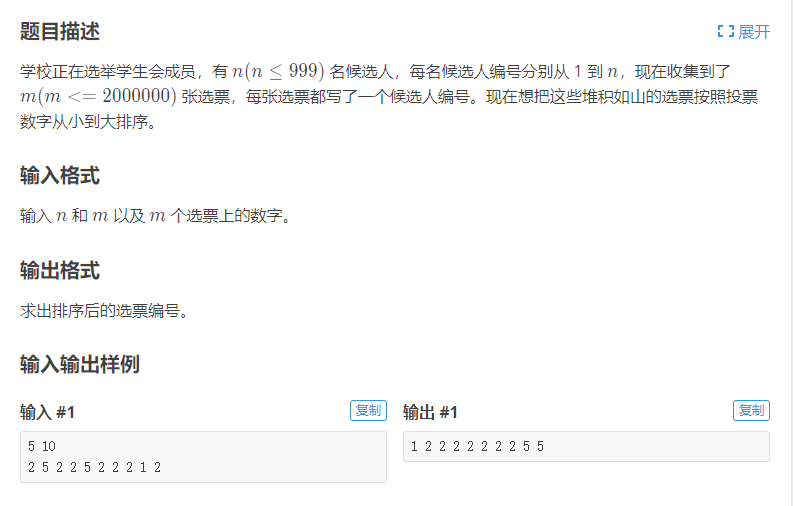 题目描述
展开
学校正在选举学生会成员，有 n(n ≤ 999) 名候选人，每名候选人编号分别从 1 到 n，现在收集到了
m(m <= 2000000) 张选票，每张选票都写了一个候选人编号。现在想把这些堆积如山的选票按照投票
数字从小到大排序。
输入格式
输入 n 和 m 以及 m 个选票上的数字。
输出格式
求出排序后的选票编号。
输入输出样例
输入 #1
复制
5 10
2 5 2 2 5 2 2 2 1 2
输出 #1
复制
1 2 2 2 2 2 2 2 5 5